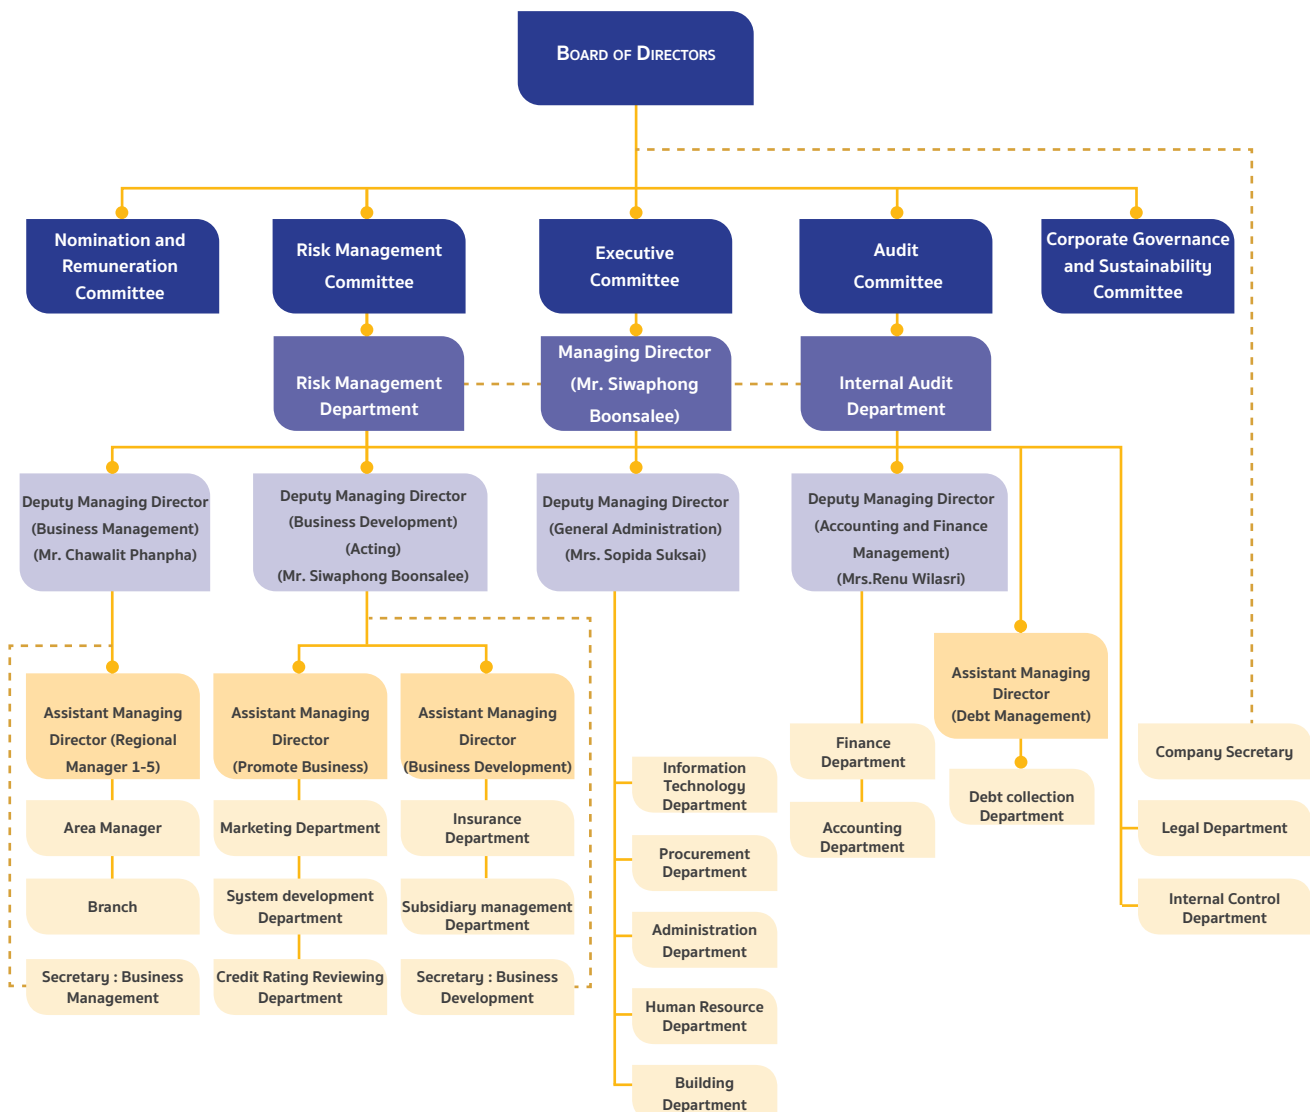 BOARD OF DIRECTORS
Nomination and
Remuneration
Committee
Risk Management
Committee
Executive
Committee
Audit
Committee
Corporate Governance
and Sustainability
Committee
Risk Management
Department
Managing Director
(Mr. Siwaphong
Boonsalee)
Internal Audit
Department
Deputy Managing Director
(Business Management)
(Mr. Chawalit Phanpha)
Deputy Managing Director
(Business Development)
(Acting)
(Mr. Siwaphong Boonsalee)
Deputy Managing Director
(General Administration)
(Mrs. Sopida Suksai)
Deputy Managing Director
(Accounting and Finance
Management)
(Mrs.Renu Wilasri)
Assistant Managing
Director (Regional
Manager 1-5)
Area Manager
Branch
Secretary : Business
Management
Assistant Managing
Director
(Promote Business)
Marketing Department
System development
Department
Credit Rating Reviewing
Department
Assistant Managing
Director
(Business Development)
Insurance
Department
Subsidiary management
Department
Secretary : Business
Development
Information
Technology
Department
Procurement
Department
Administration
Department
Human Resource
Department
Building
Department
Finance
Department
Accounting
Department
Assistant Managing
Director
(Debt Management)
Debt collection
Department
Company Secretary
Legal Department
Internal Control
Department